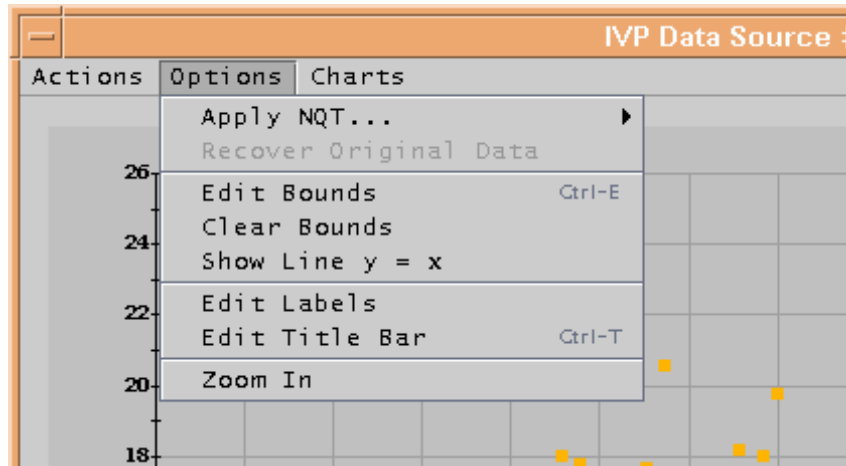 IVP Data Source
Actions Options Charts
Apply NQT...
Recover Original Data
Edit Bounds Ctrl-E
Clear Bounds
Show Line y = x
Edit Labels
Edit Title Bar Ctrl-T
Zoom In
26
24
22
20
18